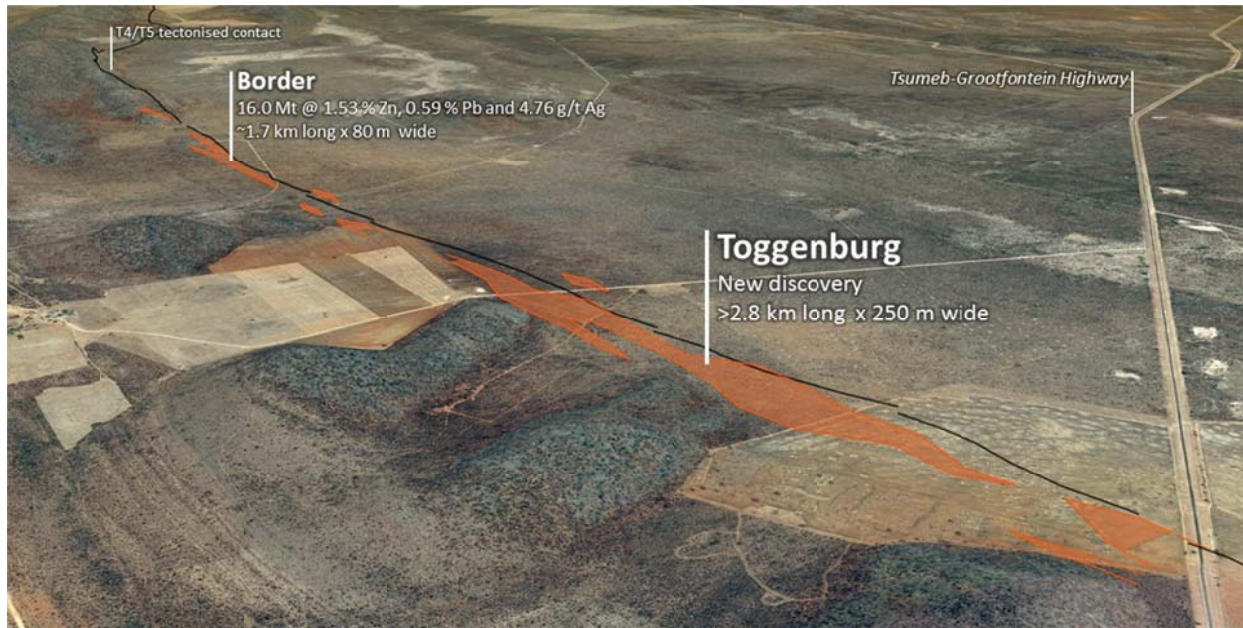 T4/T5 tectonised contact
Border
16.0 Mt @ 1.53 % Zn, 0.59 % Pb and 4.76 g/t Ag
~1.7 km long x 80 m wide
Tsumeb-Grootfontein Highway
Toggenburg
New discovery
>2.8 km long x 250 m wide